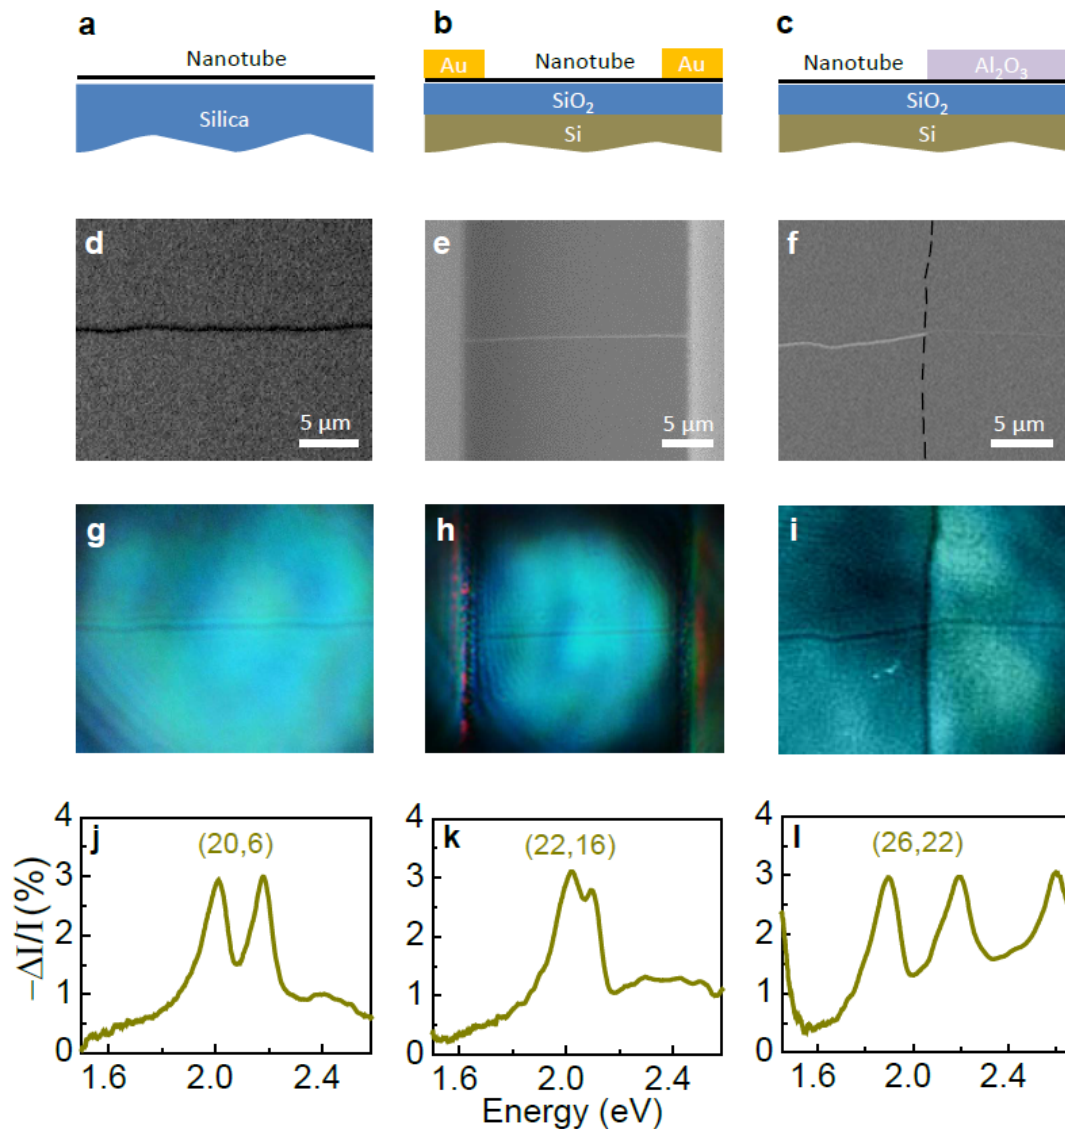 a
b
c
Nanotube
Au
Nanotube
Au
Nanotube
Al₂O₃
Silica
SiO₂
Si
SiO₂
Si
d
e
f
5 μm
5 μm
5 μm
g
h
i
−ΔI/I (%)
4
3
2
1
0
j
(20,6)
1.6
2.0
2.4
4
3
2
1
0
k
(22,16)
1.6
2.0
2.4
4
3
2
1
0
l
(26,22)
1.6
2.0
2.4
Energy (eV)